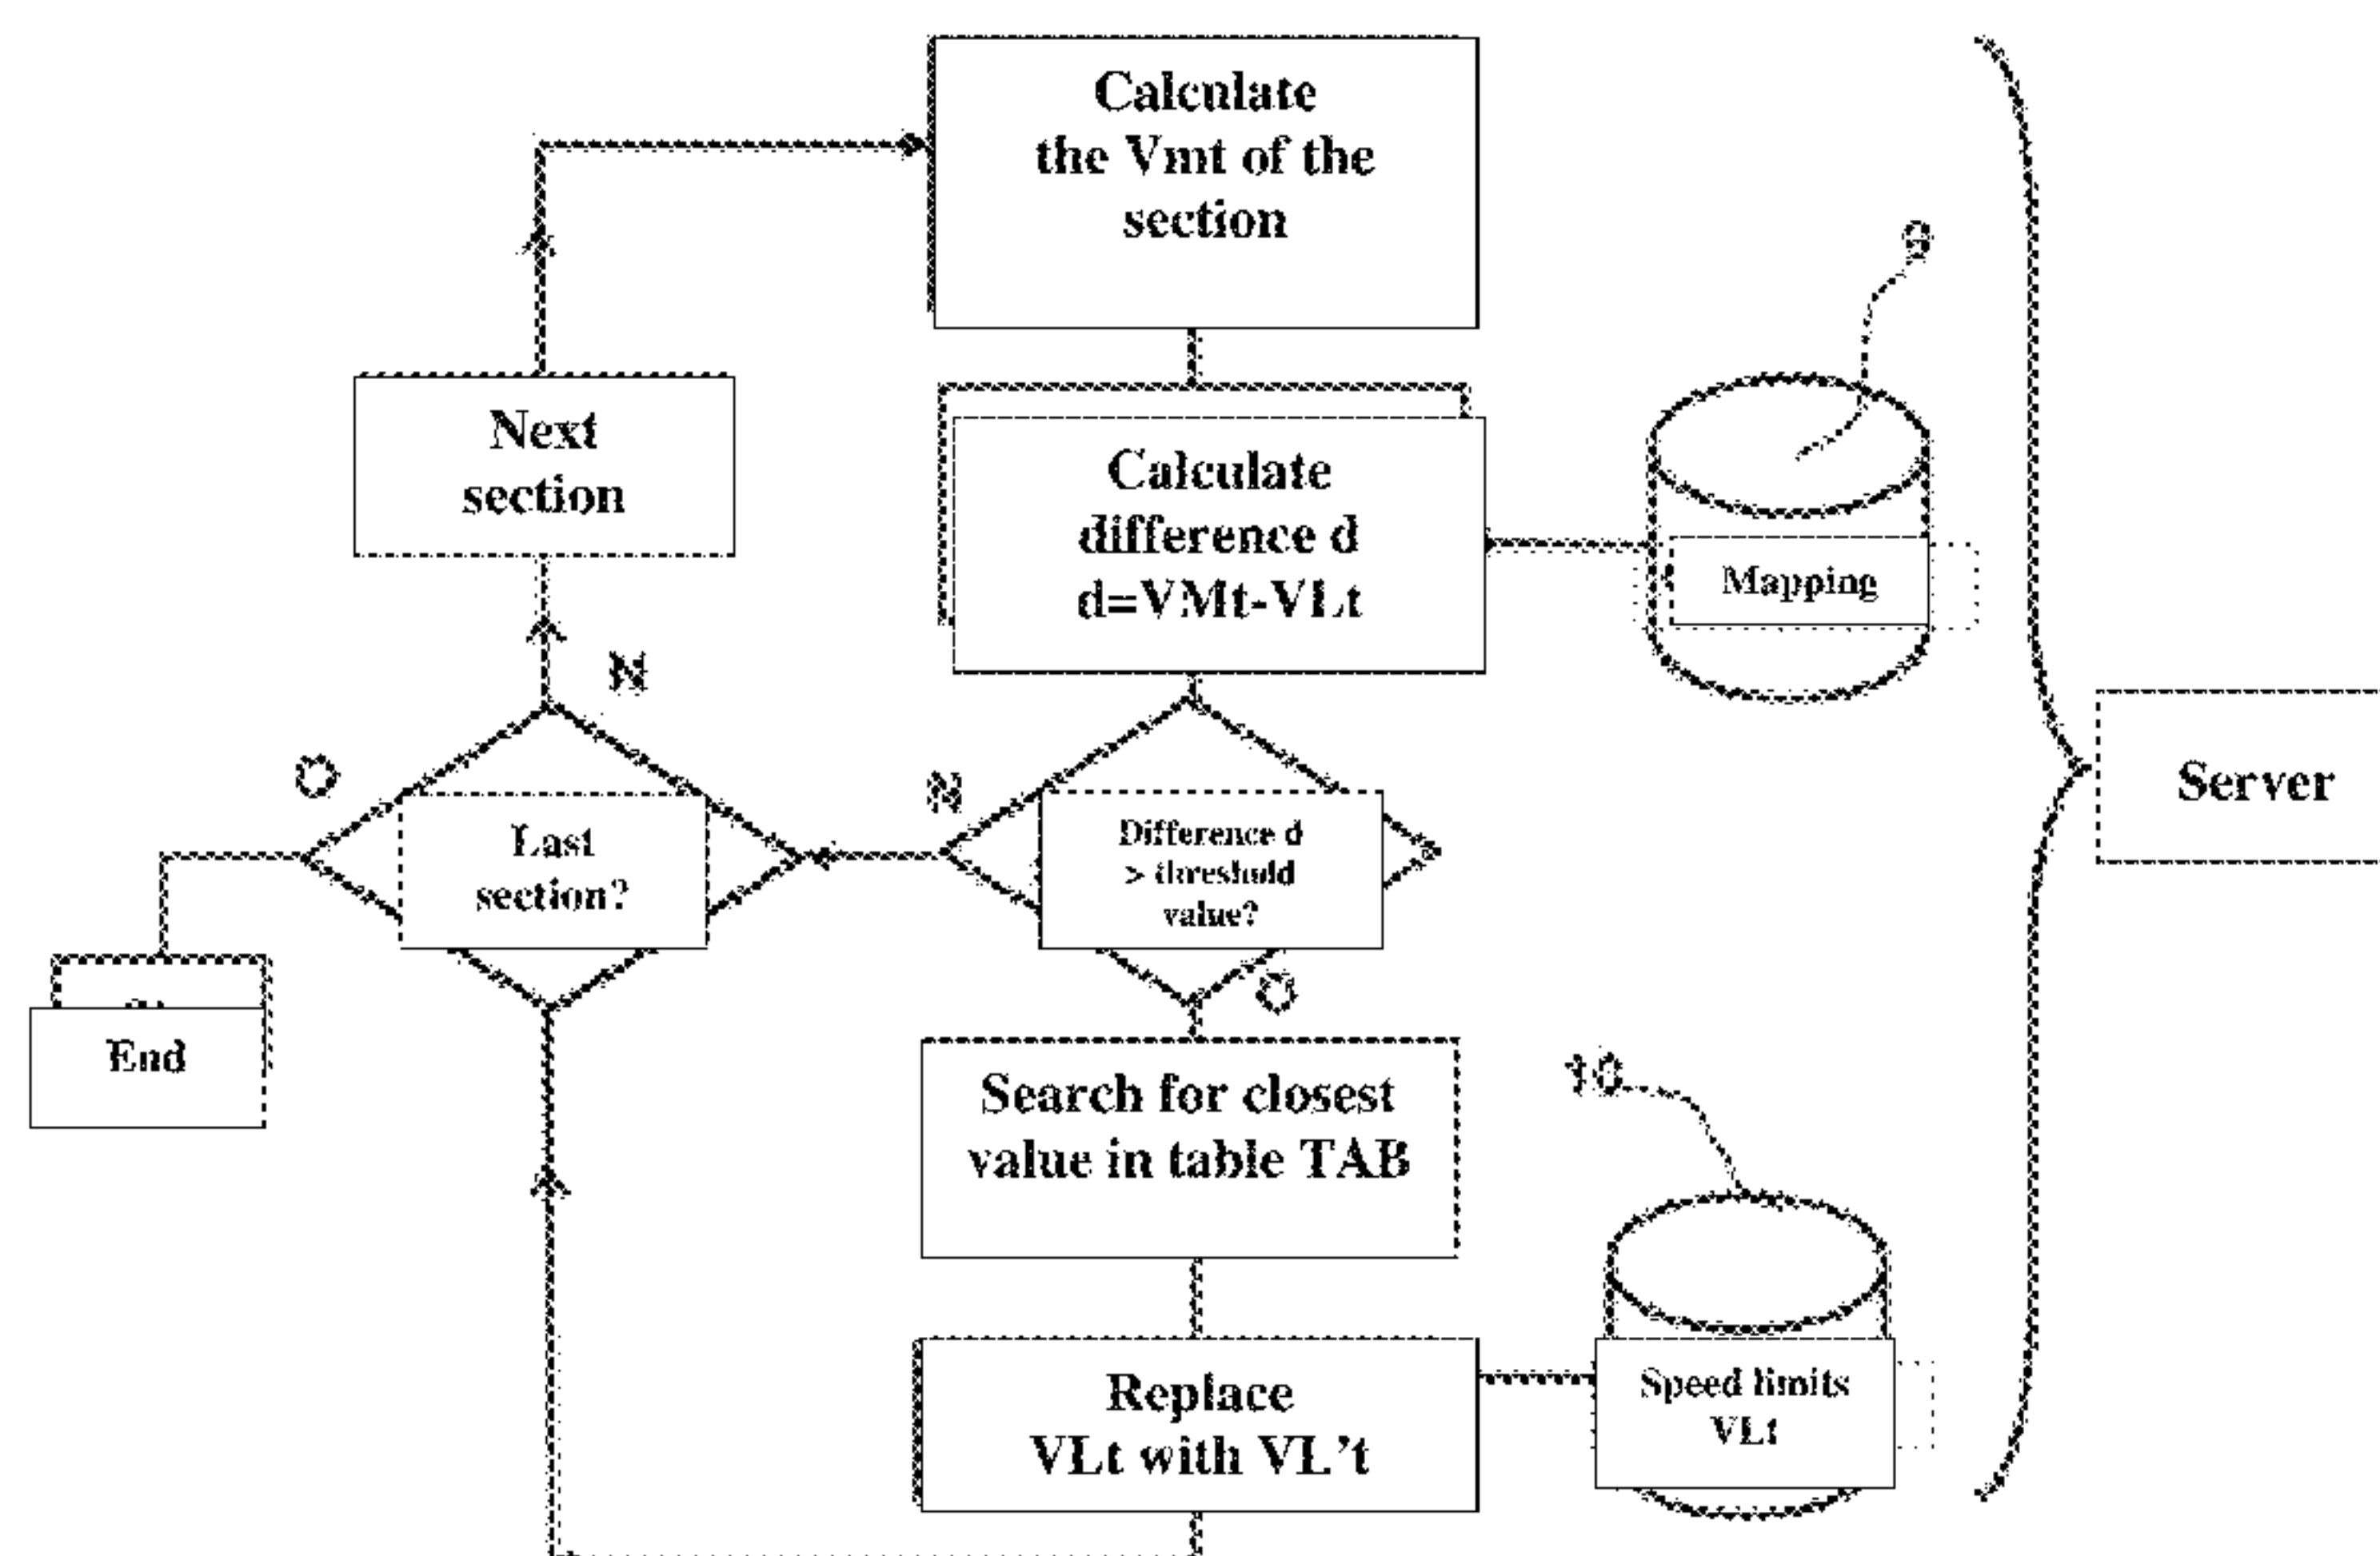 Calculate
the Vmt of the
section
9
Next
section
Calculate
difference d
d=VMt-VLt
Mapping
N
O
N
Server
Last
section?
Difference d
> threshold
value?
O
End
Search for closest
value in table TAB
10
Replace
VLt with VL’t
Speed limits
VLt